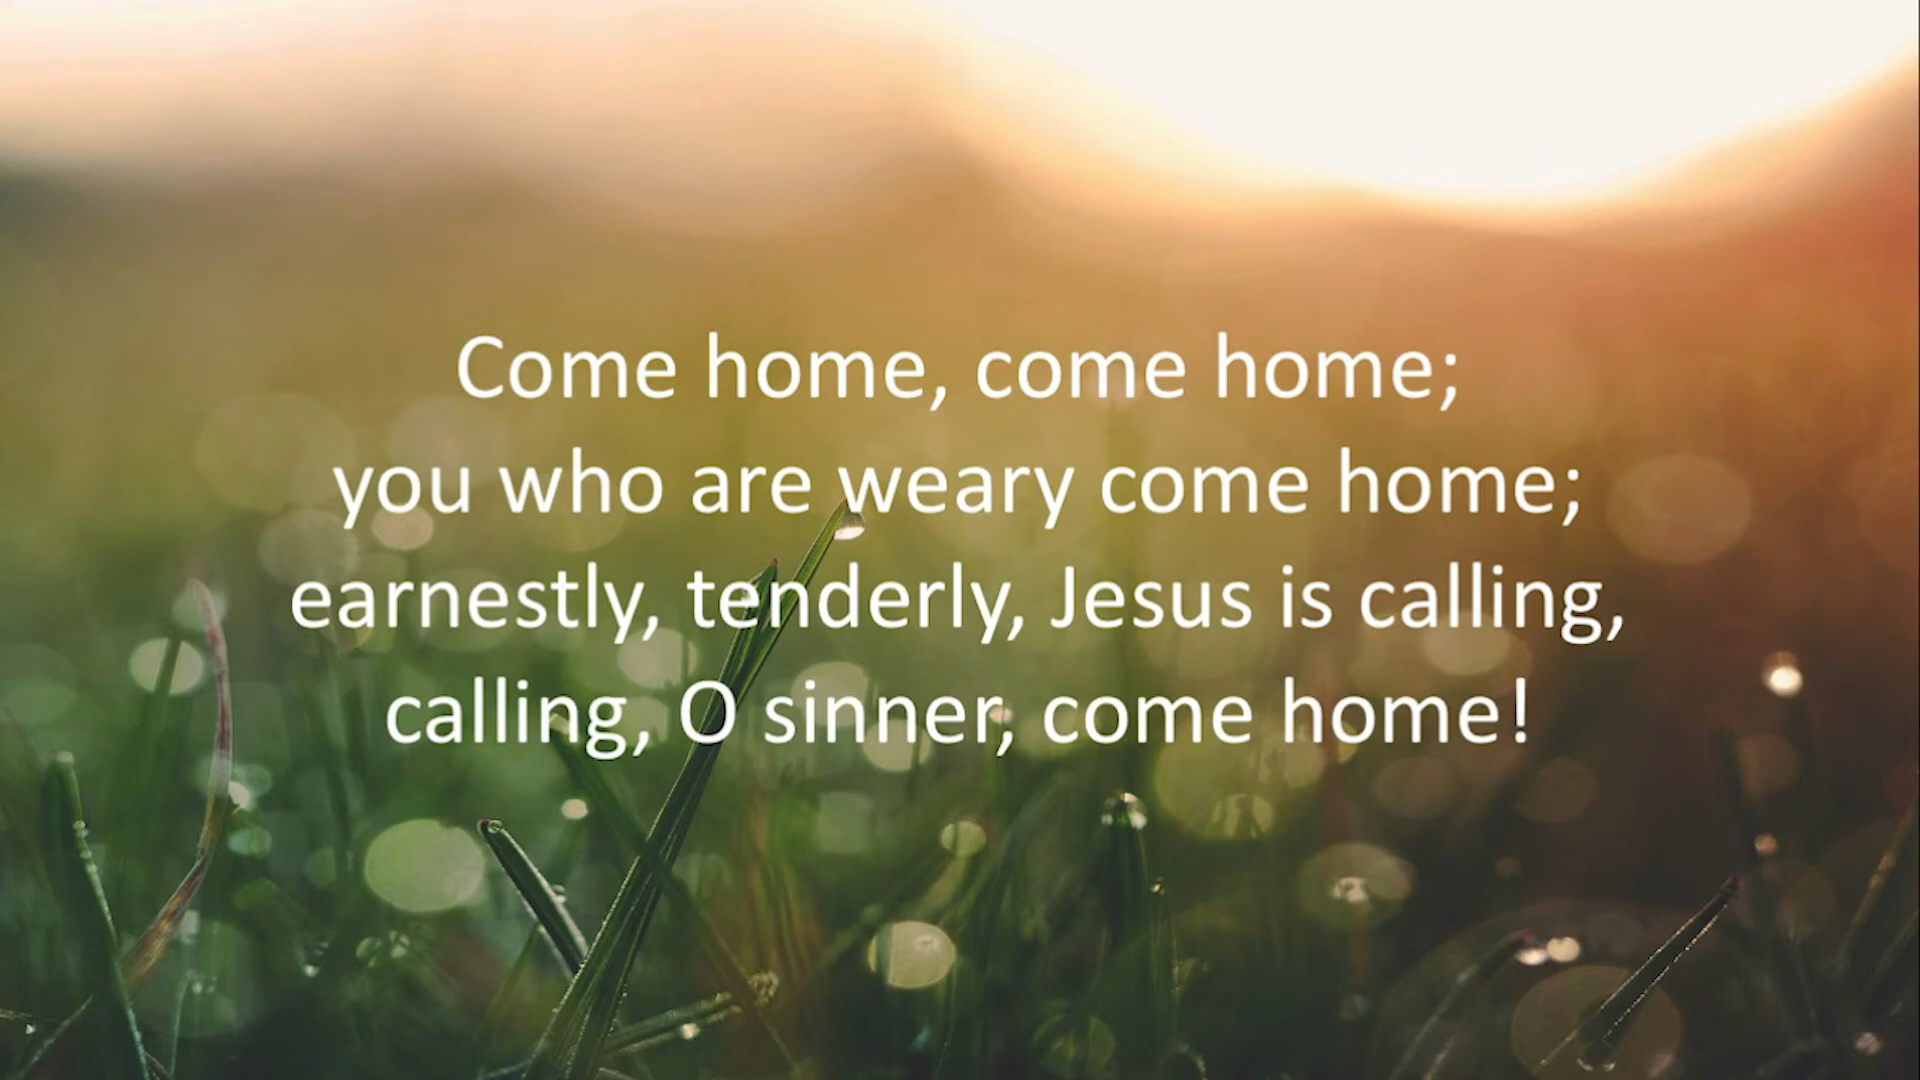 Come home, come home;
you who are weary come home;
earnestly, tenderly, Jesus is calling,
calling, O sinner, come home!